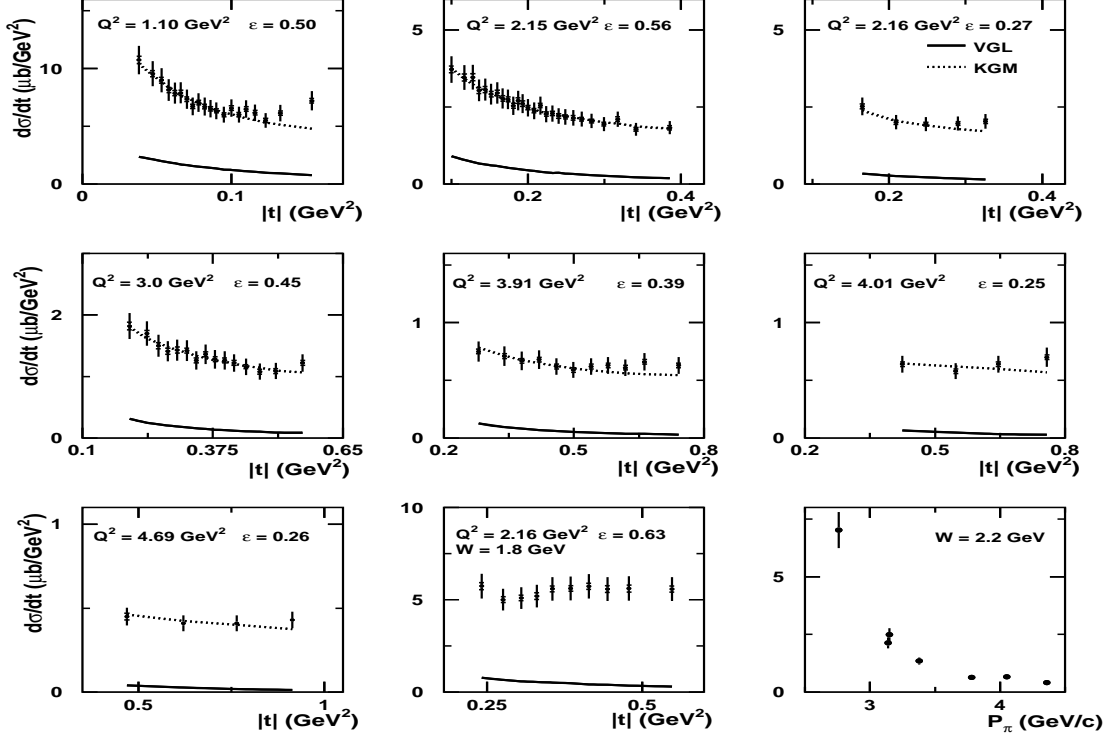 Q² = 1.10 GeV² ε = 0.50
Q² = 2.15 GeV² ε = 0.56
Q² = 2.16 GeV² ε = 0.27
VGL
KGM
dσ/dt (μb/GeV²)
10
5
0
0 0.1
|t| (GeV²)
5
0
0.2 0.4
|t| (GeV²)
5
0
0.2 0.4
|t| (GeV²)
Q² = 3.0 GeV² ε = 0.45
Q² = 3.91 GeV² ε = 0.39
Q² = 4.01 GeV² ε = 0.25
dσ/dt (μb/GeV²)
2
1
0
0.1 0.375 0.65
|t| (GeV²)
1
0
0.2 0.5 0.8
|t| (GeV²)
1
0
0.2 0.5 0.8
|t| (GeV²)
Q² = 4.69 GeV² ε = 0.26
Q² = 2.16 GeV² ε = 0.63
W = 1.8 GeV
W = 2.2 GeV
dσ/dt (μb/GeV²)
1
0
0.5 1
|t| (GeV²)
10
5
0
0.25 0.5
|t| (GeV²)
5
0
3 4
P_π (GeV/c)